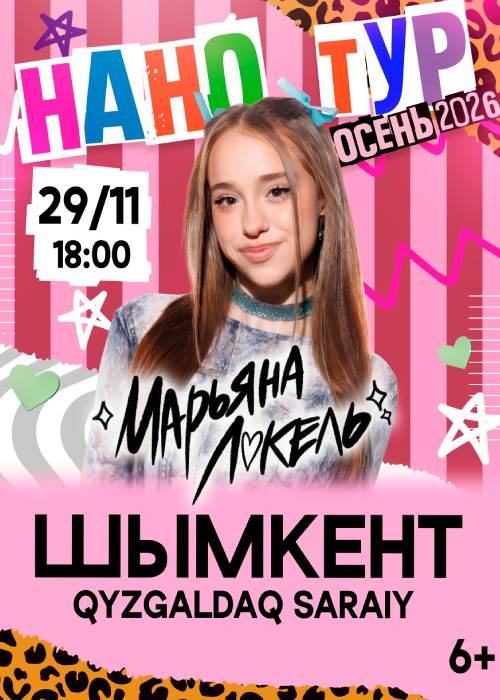 НАНО ТУР
ОСЕНЬ 2026
29/11
18:00
МАРЬЯНА
ЛОКЕЛЬ
ШЫМКЕНТ
QYZGALDAQ SARAIY
6+